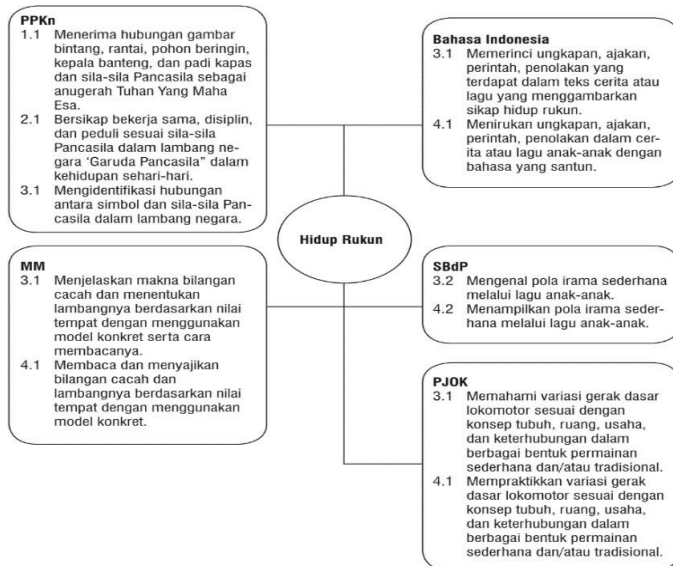 PPKn
1.1 Menerima hubungan gambar
bintang, rantai, pohon beringin,
kepala banteng, dan padi kapas
dan sila-sila Pancasila sebagai
anugerah Tuhan Yang Maha
Esa.
2.1 Bersikap bekerja sama, disiplin,
dan peduli sesuai sila-sila
Pancasila dalam lambang ne-
gara ‘Garuda Pancasila” dalam
kehidupan sehari-hari.
3.1 Mengidentifikasi hubungan
antara simbol dan sila-sila Pan-
casila dalam lambang negara.
Bahasa Indonesia
3.1 Memerinci ungkapan, ajakan,
perintah, penolakan yang
terdapat dalam teks cerita atau
lagu yang menggambarkan
sikap hidup rukun.
4.1 Menirukan ungkapan, ajakan,
perintah, penolakan dalam cer-
ita atau lagu anak-anak dengan
bahasa yang santun.
Hidup Rukun
MM
3.1 Menjelaskan makna bilangan
cacah dan menentukan
lambangnya berdasarkan nilai
tempat dengan menggunakan
model konkret serta cara
membacanya.
4.1 Membaca dan menyajikan
bilangan cacah dan
lambangnya berdasarkan nilai
tempat dengan menggunakan
model konkret.
SBdP
3.2 Mengenal pola irama sederhana
melalui lagu anak-anak.
4.2 Menampilkan pola irama seder-
hana melalui lagu anak-anak.
PJOK
3.1 Memahami variasi gerak dasar
lokomotor sesuai dengan
konsep tubuh, ruang, usaha,
dan keterhubungan dalam
berbagai bentuk permainan
sederhana dan/atau tradisional.
4.1 Mempraktikkan variasi gerak
dasar lokomotor sesuai dengan
konsep tubuh, ruang, usaha,
dan keterhubungan dalam
berbagai bentuk permainan
sederhana dan/atau tradisional.